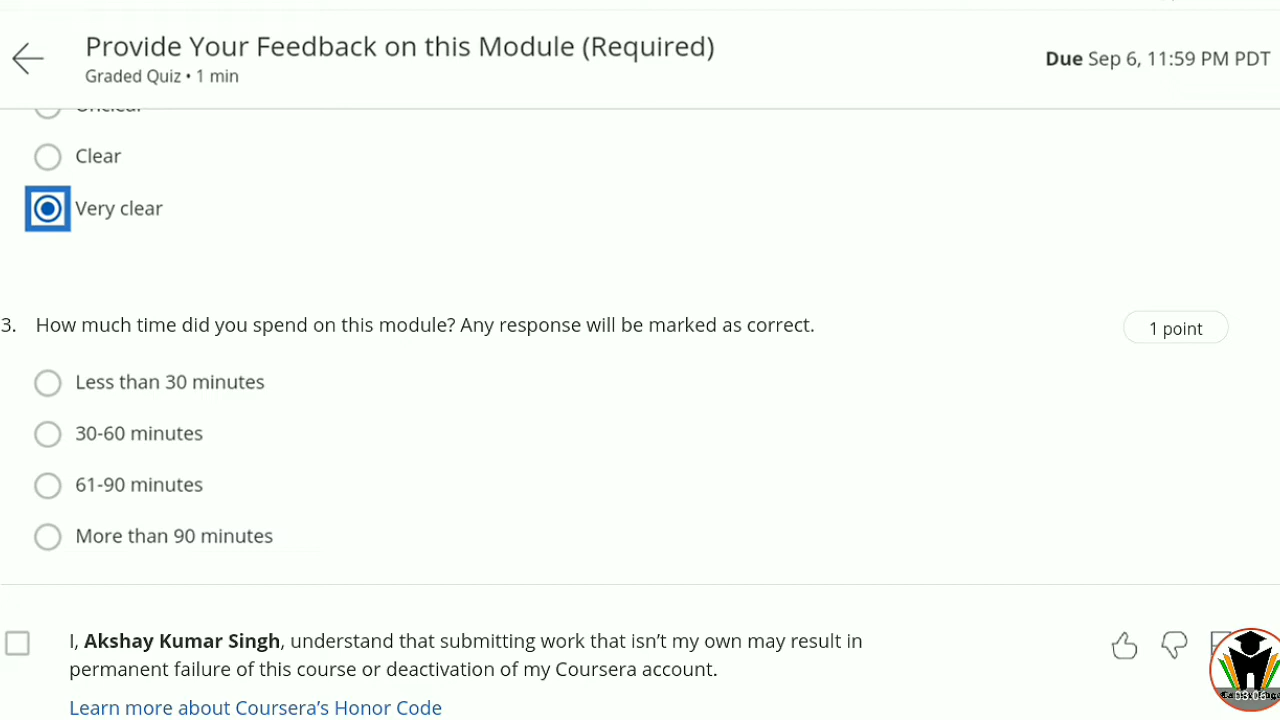 Provide Your Feedback on this Module (Required)
Due Sep 6, 11:59 PM PDT
Graded Quiz • 1 min
Unclear
Clear
Very clear
3. How much time did you spend on this module? Any response will be marked as correct.
1 point
Less than 30 minutes
30-60 minutes
61-90 minutes
More than 90 minutes
I, Akshay Kumar Singh, understand that submitting work that isn't my own may result in
permanent failure of this course or deactivation of my Coursera account.
Learn more about Coursera's Honor Code